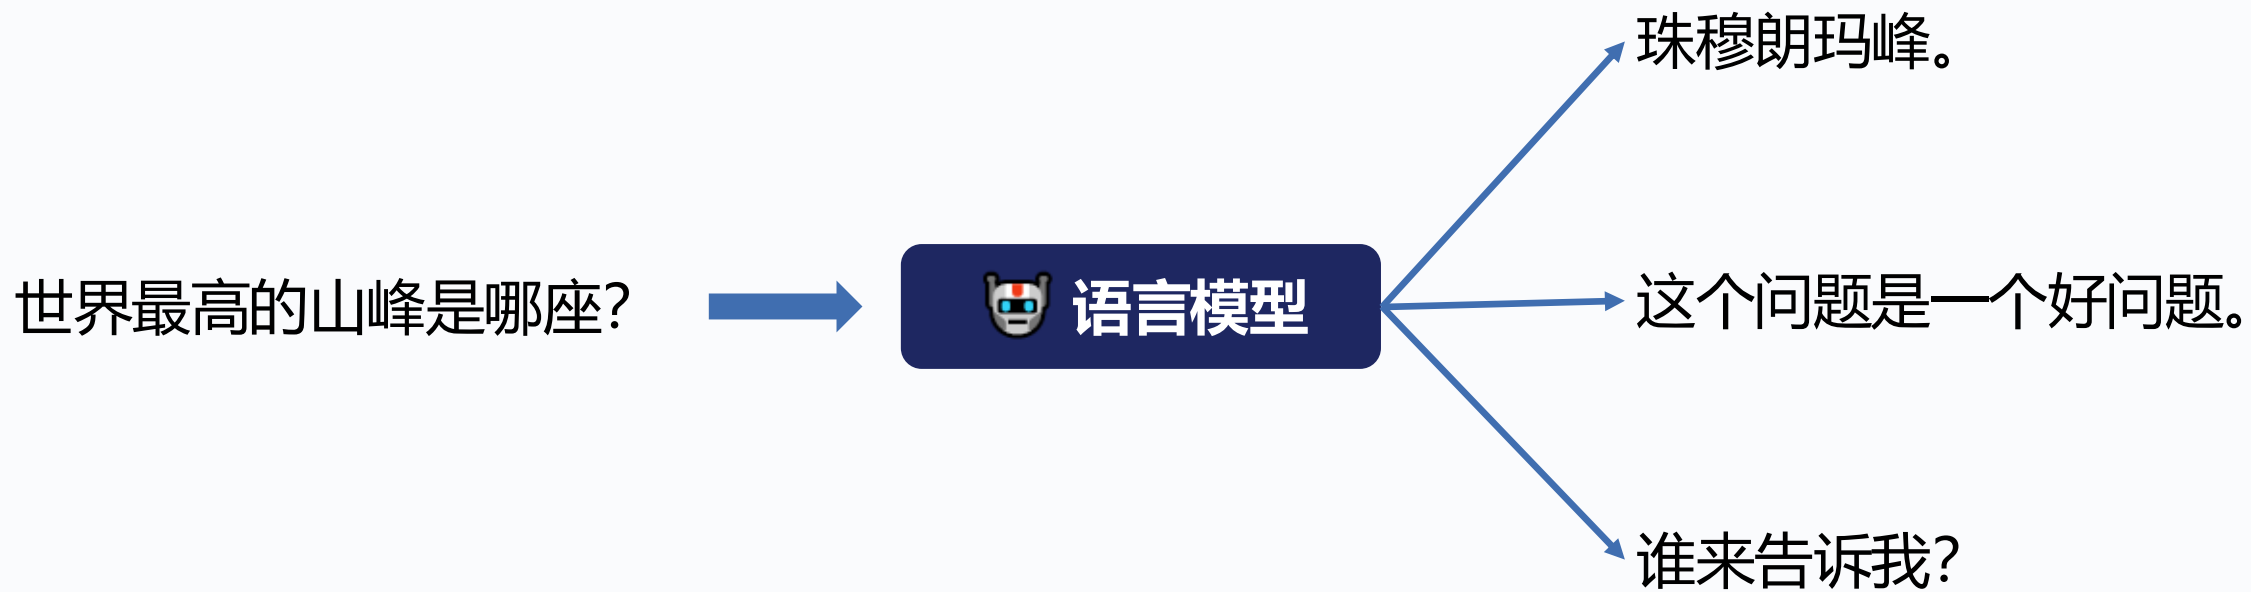 珠穆朗玛峰。
世界最高的山峰是哪座?
语言模型
这个问题是一个好问题。
谁来告诉我?